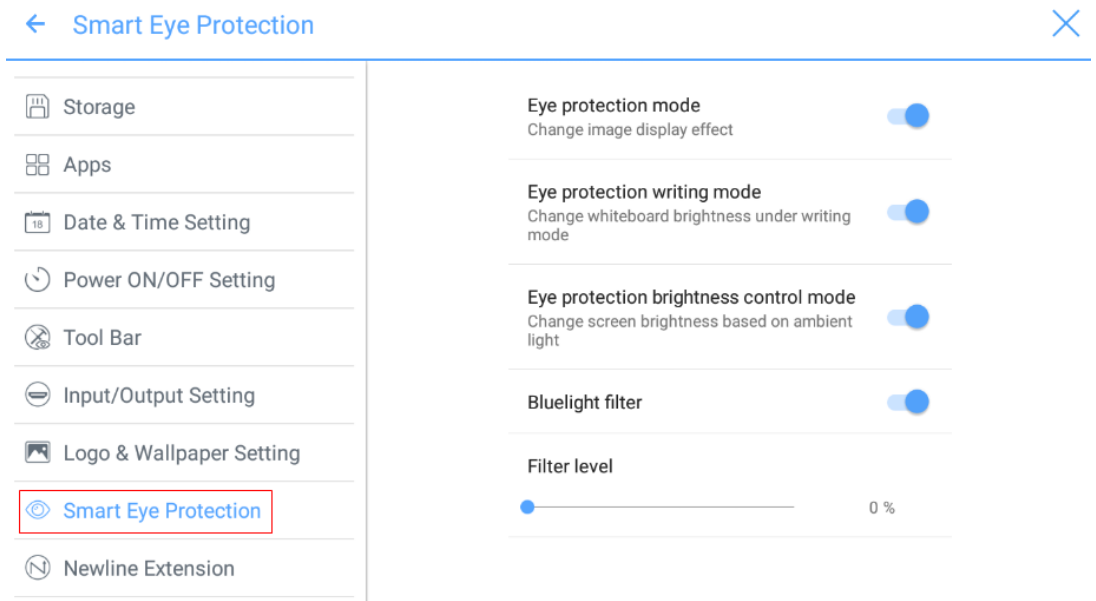 Smart Eye Protection
Storage
Apps
18
Date & Time Setting
Power ON/OFF Setting
Tool Bar
Input/Output Setting
Logo & Wallpaper Setting
Smart Eye Protection
N
Newline Extension
Eye protection mode
Change image display effect
Eye protection writing mode
Change whiteboard brightness under writing
mode
Eye protection brightness control mode
Change screen brightness based on ambient
light
Bluelight filter
Filter level
0 %